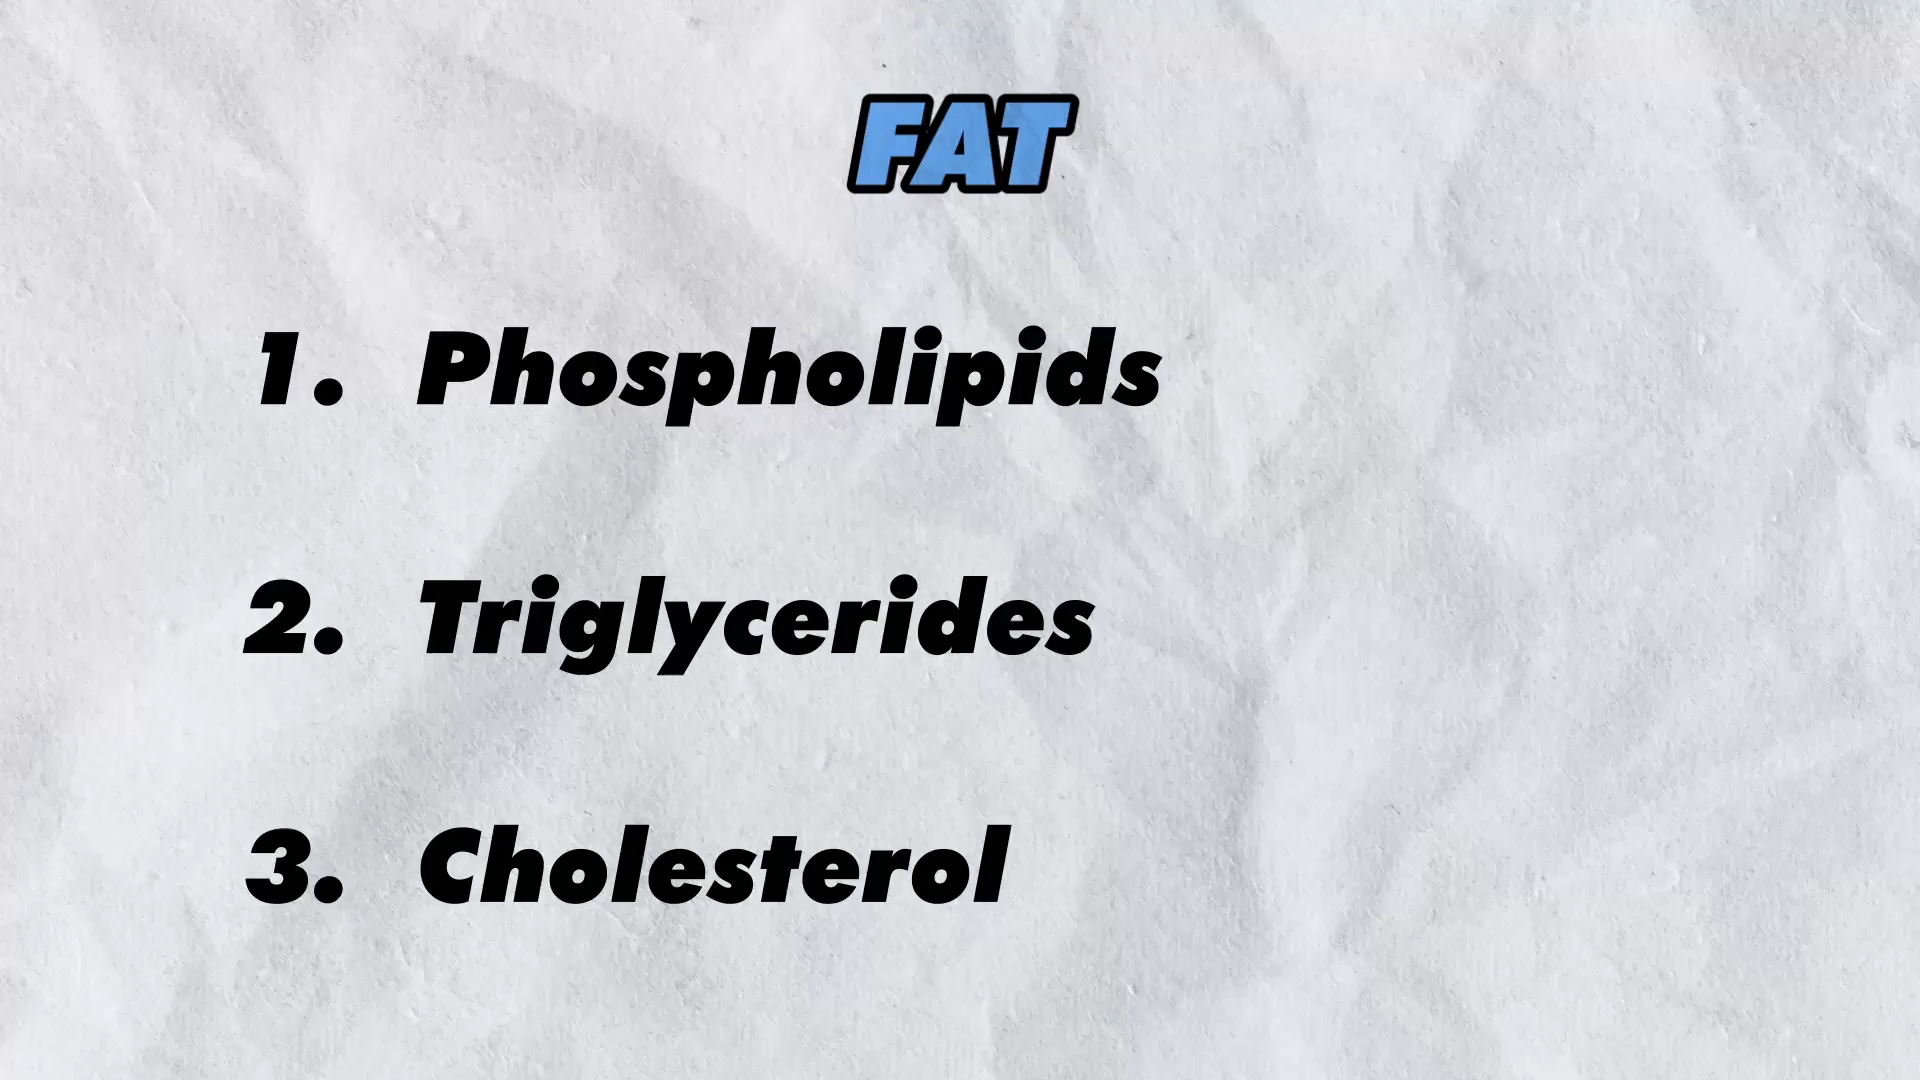 FAT
1. Phospholipids
2. Triglycerides
3. Cholesterol